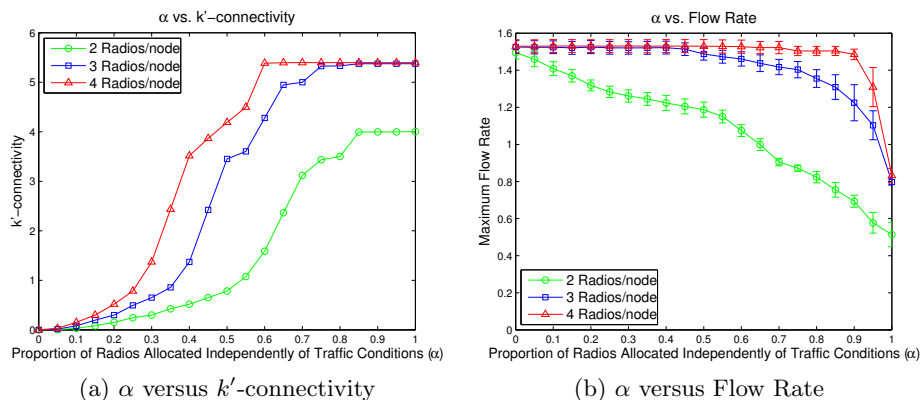 α vs. k'-connectivity
6
5
4
3
2
1
0
k'-connectivity
2 Radios/node
3 Radios/node
4 Radios/node
0 0.1 0.2 0.3 0.4 0.5 0.6 0.7 0.8 0.9 1
Proportion of Radios Allocated Independently of Traffic Conditions (α)
(a) α versus k′-connectivity
α vs. Flow Rate
1.6
1.4
1.2
1
0.8
0.6
0.4
0.2
0
Maximum Flow Rate
2 Radios/node
3 Radios/node
4 Radios/node
0 0.1 0.2 0.3 0.4 0.5 0.6 0.7 0.8 0.9 1
Proportion of Radios Allocated Independently of Traffic Conditions (α)
(b) α versus Flow Rate